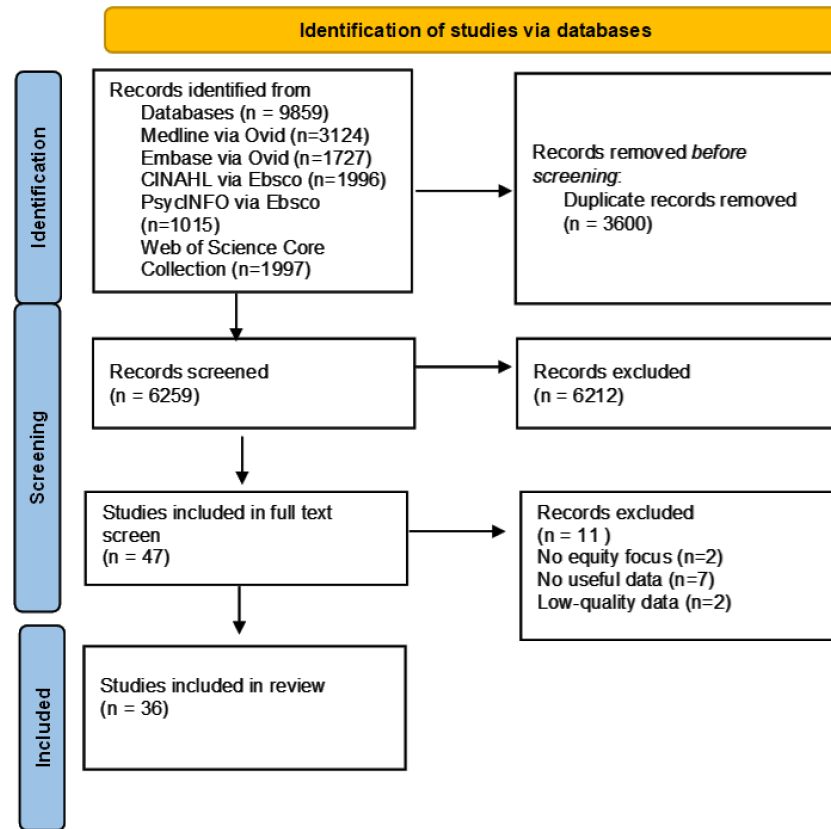 Identification of studies via databases
Identification
Records identified from
Databases (n = 9859)
Medline via Ovid (n=3124)
Embase via Ovid (n=1727)
CINAHL via Ebsco (n=1996)
PsycINFO via Ebsco
(n=1015)
Web of Science Core
Collection (n=1997)
Records removed before
screening:
Duplicate records removed
(n = 3600)
Screening
Records screened
(n = 6259)
Records excluded
(n = 6212)
Studies included in full text
screen
(n = 47)
Records excluded
(n = 11 )
No equity focus (n=2)
No useful data (n=7)
Low-quality data (n=2)
Included
Studies included in review
(n = 36)